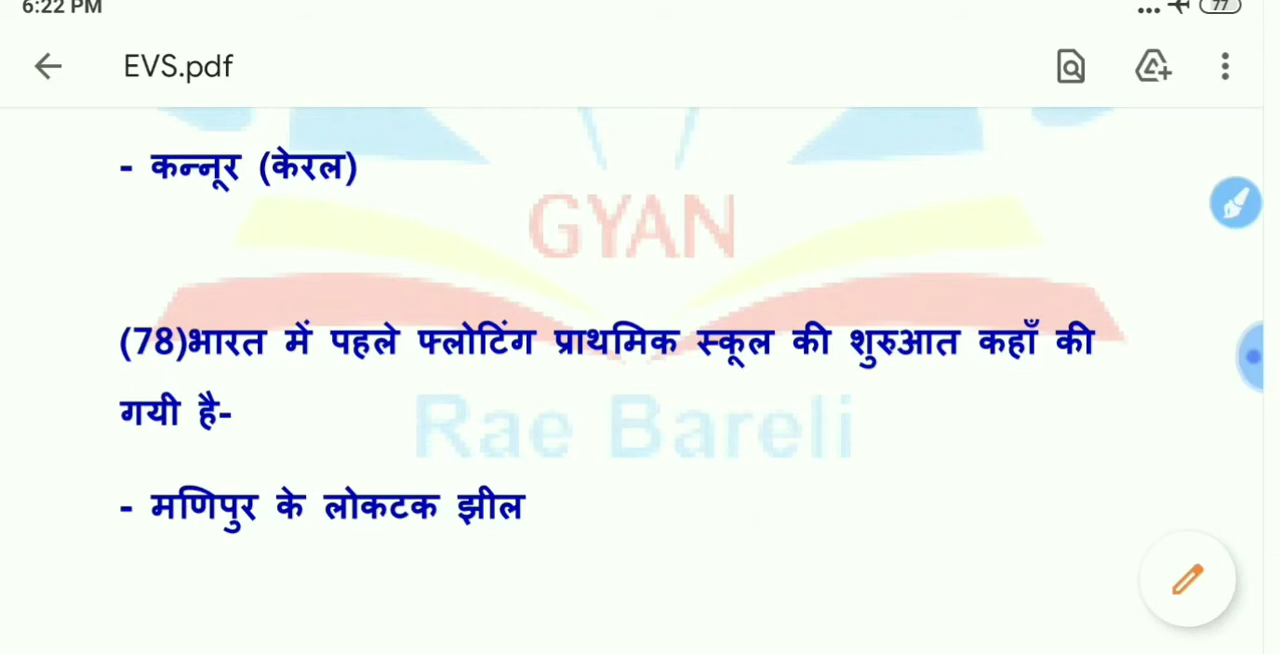 6:22 PM
... 77
EVS.pdf
- कन्नूर (केरल)
GYAN
(78)भारत में पहले फ्लोटिंग प्राथमिक स्कूल की शुरुआत कहाँ की
गयी है-
Rae Bareli
- मणिपुर के लोकटक झील